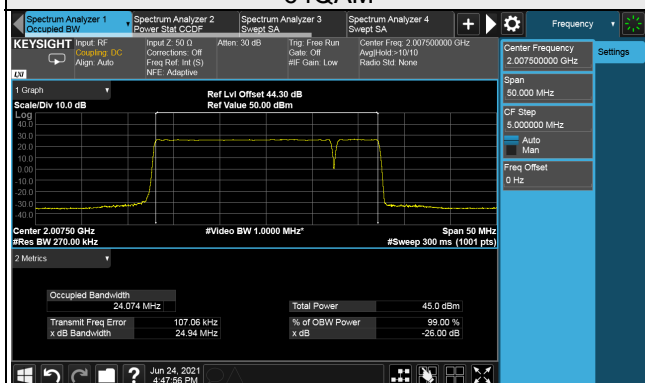 Spectrum Analyzer 1
Occupied BW
Spectrum Analyzer 2
Power Stat CCDF
Spectrum Analyzer 3
Swept SA
Spectrum Analyzer 4
Swept SA
Frequency
KEYSIGHT
Input: RF
Coupling: DC
Align: Auto
Input Z: 50 Ω
Corrections: Off
Freq Ref: Int (S)
NFE: Adaptive
Atten: 30 dB
Trig: Free Run
Gate: Off
#IF Gain: Low
Center Freq: 2.007500000 GHz
Avg|Hold:>10/10
Radio Std: None
LXI
Center Frequency
2.007500000 GHz
Settings
Span
50.000 MHz
CF Step
5.000000 MHz
Auto
Man
Freq Offset
0 Hz
1 Graph
Scale/Div 10.0 dB
Ref Lvl Offset 44.30 dB
Ref Value 50.00 dBm
Log
40.0
30.0
20.0
10.0
0.00
-10.0
-20.0
-30.0
-40.0
Center 2.00750 GHz
#Res BW 270.00 kHz
#Video BW 1.0000 MHz*
Span 50 MHz
#Sweep 300 ms (1001 pts)
2 Metrics
Occupied Bandwidth
24.074 MHz
Total Power 45.0 dBm
Transmit Freq Error 107.06 kHz
% of OBW Power 99.00 %
x dB Bandwidth 24.94 MHz
x dB -26.00 dB
?
Jun 24, 2021
4:47:56 PM